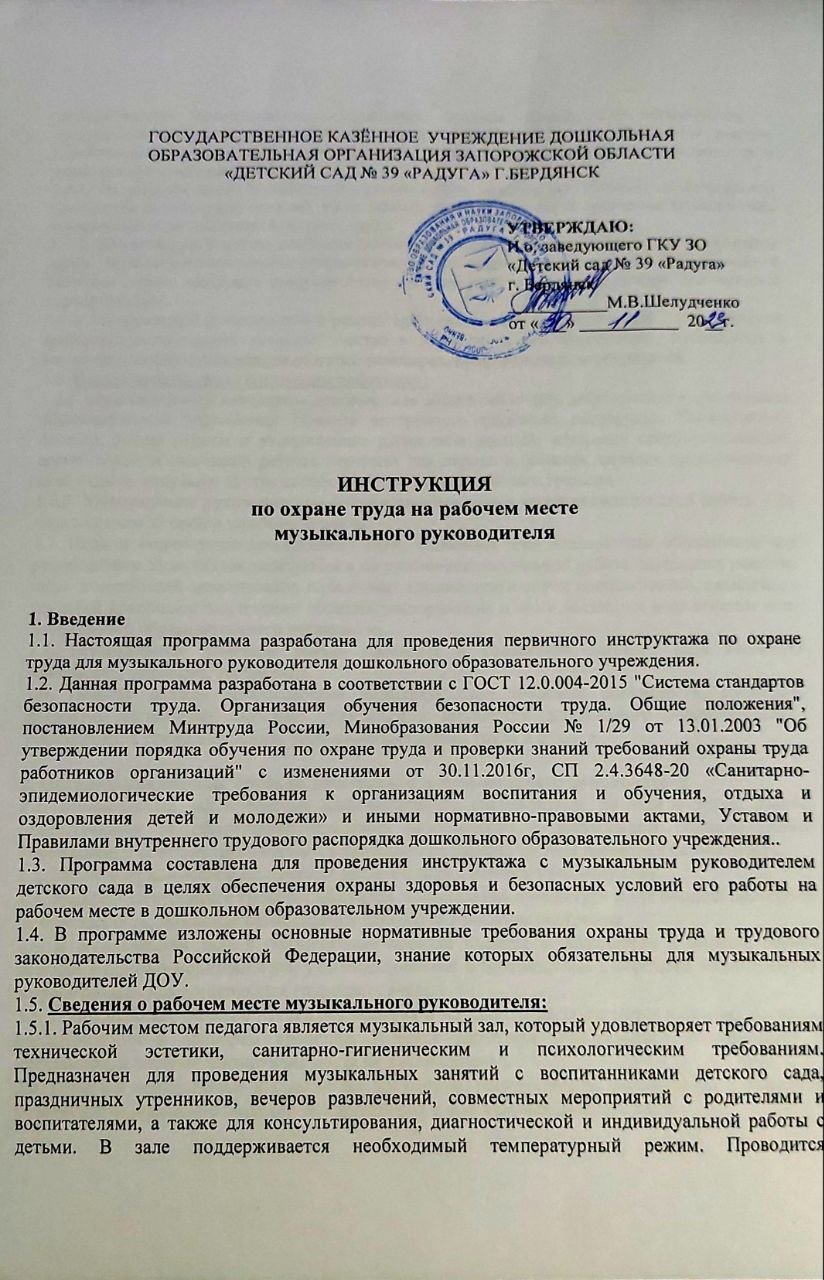 ГОСУДАРСТВЕННОЕ КАЗЁННОЕ УЧРЕЖДЕНИЕ ДОШКОЛЬНАЯ
ОБРАЗОВАТЕЛЬНАЯ ОРГАНИЗАЦИЯ ЗАПОРОЖСКОЙ ОБЛАСТИ
«ДЕТСКИЙ САД № 39 «РАДУГА» Г.БЕРДЯНСК
УТВЕРЖДАЮ:
И.о. заведующего ГКУ ЗО
«Детский сад № 39 «Радуга»
г. Бердянск
М.В.Шелудченко
от «30» 11 2023г.
ИНСТРУКЦИЯ
по охране труда на рабочем месте
музыкального руководителя
1. Введение
1.1. Настоящая программа разработана для проведения первичного инструктажа по охране
труда для музыкального руководителя дошкольного образовательного учреждения.
1.2. Данная программа разработана в соответствии с ГОСТ 12.0.004-2015 "Система стандартов
безопасности труда. Организация обучения безопасности труда. Общие положения",
постановлением Минтруда России, Минобразования России № 1/29 от 13.01.2003 "Об
утверждении порядка обучения по охране труда и проверки знаний требований охраны труда
работников организаций" с изменениями от 30.11.2016г, СП 2.4.3648-20 «Санитарно-
эпидемиологические требования к организациям воспитания и обучения, отдыха и
оздоровления детей и молодежи» и иными нормативно-правовыми актами, Уставом и
Правилами внутреннего трудового распорядка дошкольного образовательного учреждения..
1.3. Программа составлена для проведения инструктажа с музыкальным руководителем
детского сада в целях обеспечения охраны здоровья и безопасных условий его работы на
рабочем месте в дошкольном образовательном учреждении.
1.4. В программе изложены основные нормативные требования охраны труда и трудового
законодательства Российской Федерации, знание которых обязательны для музыкальных
руководителей ДОУ.
1.5. Сведения о рабочем месте музыкального руководителя:
1.5.1. Рабочим местом педагога является музыкальный зал, который удовлетворяет требованиям
технической эстетики, санитарно-гигиеническим и психологическим требованиям.
Предназначен для проведения музыкальных занятий с воспитанниками детского сада,
праздничных утренников, вечеров развлечений, совместных мероприятий с родителями и
воспитателями, а также для консультирования, диагностической и индивидуальной работы с
детьми. В зале поддерживается необходимый температурный режим. Проводится